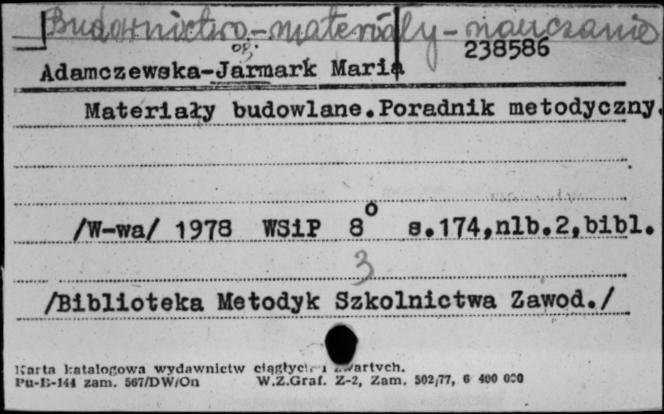 Budownictwo-materiały-nauczanie
238586
Adamczewska-Jarmark Maria
Materiały budowlane.Poradnik metodyczny.
/W-wa/ 1978 WSiP 8° s.174,nlb.2,bibl.
3
/Biblioteka Metodyk Szkolnictwa Zawod./
Karta katalogowa wydawnictw ciągłych i zwartych.
Pu-B-144 zam. 567/DW/On W.Z.Graf. Z-2, Zam. 502/77, 6 400 000